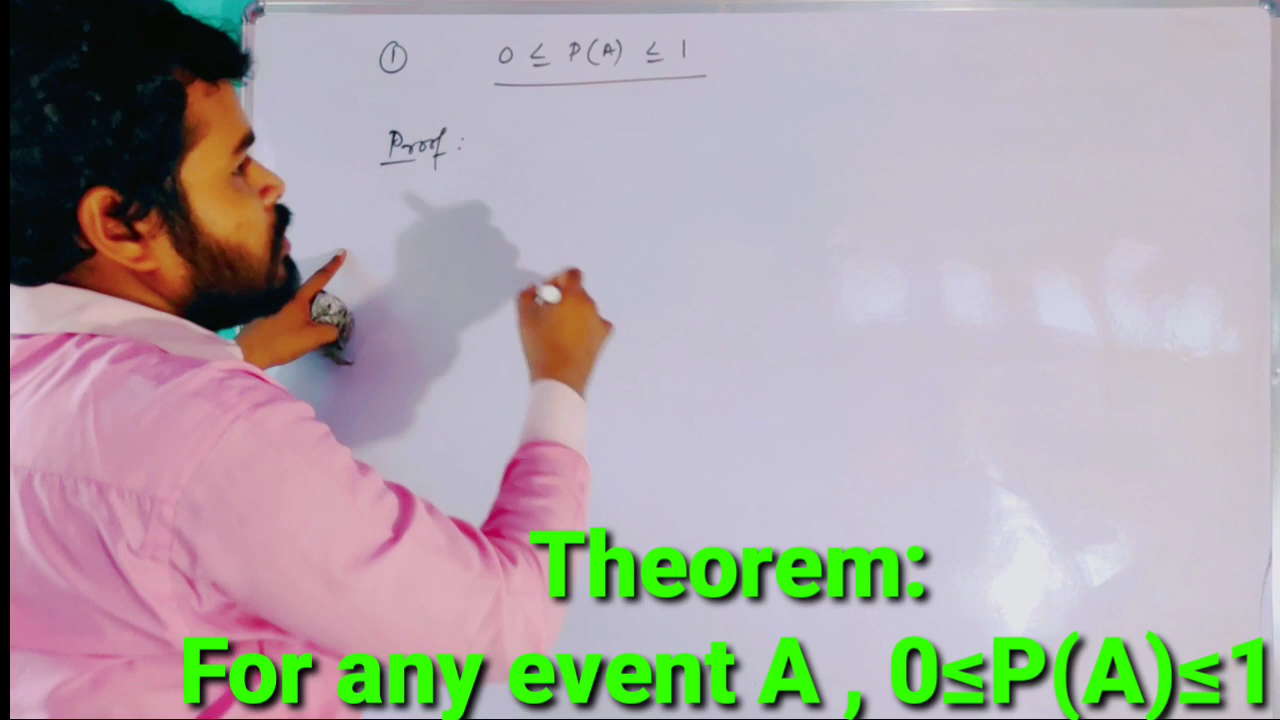 ① 0 ≤ P(A) ≤ 1
Proof :
Theorem:
For any event A , 0≤P(A)≤1